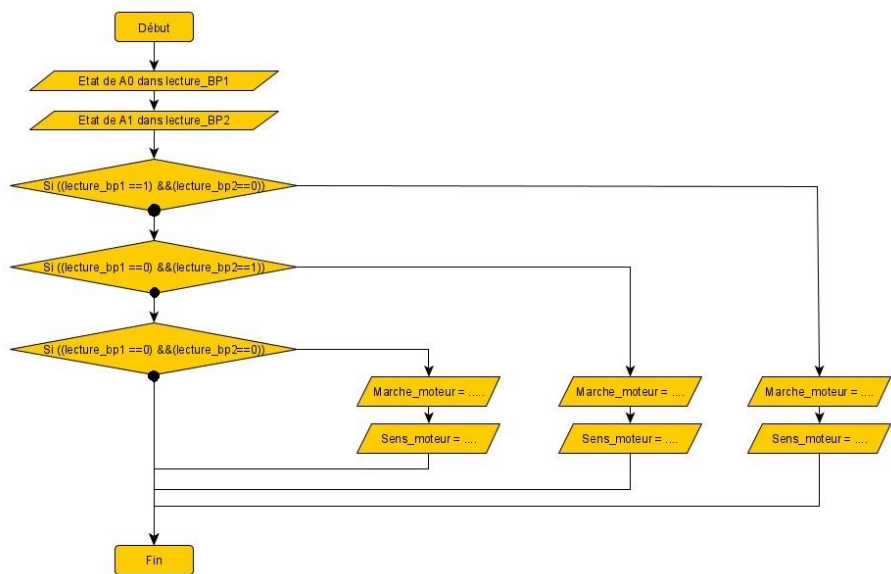 Début
Etat de A0 dans lecture_BP1
Etat de A1 dans lecture_BP2
Si ((lecture_bp1 ==1) &&(lecture_bp2==0))
Si ((lecture_bp1 ==0) &&(lecture_bp2==1))
Si ((lecture_bp1 ==0) &&(lecture_bp2==0))
Marche_moteur = .....
Marche_moteur = ....
Marche_moteur = ....
Sens_moteur = ....
Sens_moteur = ....
Sens_moteur = ....
Fin